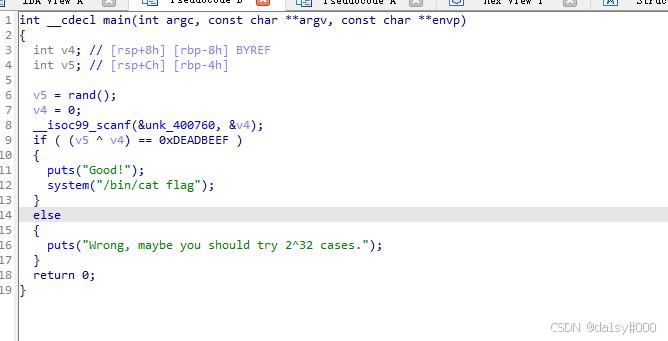 IDA View A
Pseudocode B
Pseudocode A
Hex View 1
Struc
1 int __cdecl main(int argc, const char **argv, const char **envp)
2 {
3 int v4; // [rsp+8h] [rbp-8h] BYREF
4 int v5; // [rsp+Ch] [rbp-4h]
5
6 v5 = rand();
7 v4 = 0;
8 __isoc99_scanf(&unk_400760, &v4);
9 if ( (v5 ^ v4) == 0xDEADBEEF )
10 {
11 puts("Good!");
12 system("/bin/cat flag");
13 }
14 else
15 {
16 puts("Wrong, maybe you should try 2^32 cases.");
17 }
18 return 0;
19 }
CSDN @da1sy#000